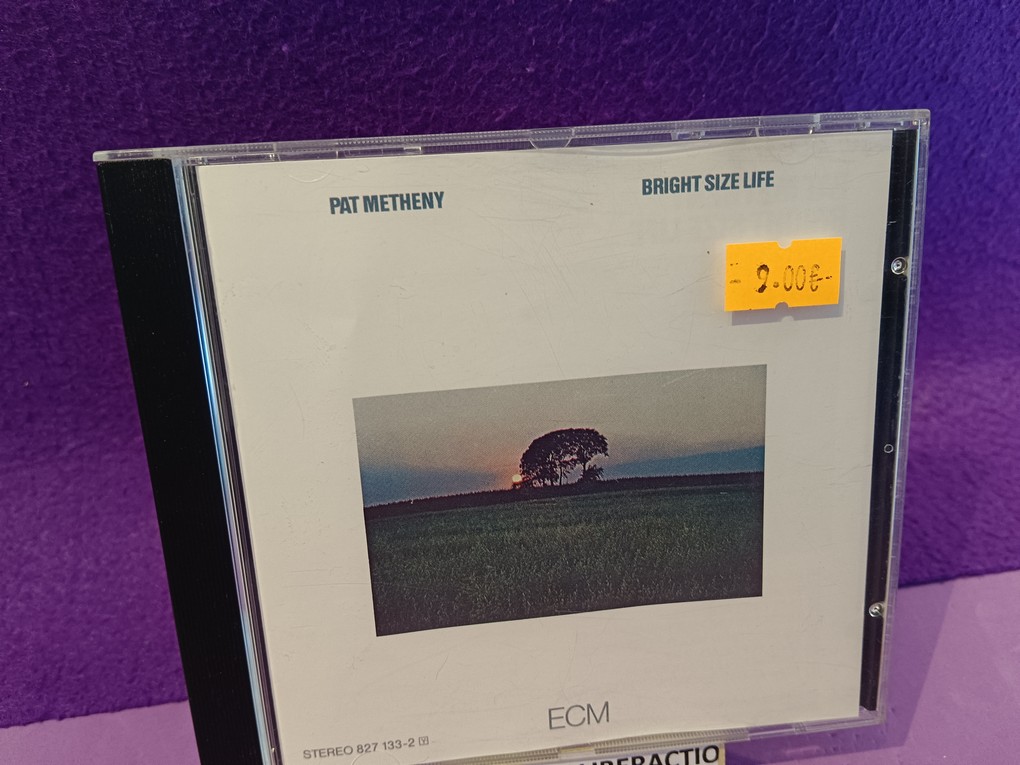 PAT METHENY
BRIGHT SIZE LIFE
9.00€
ECM
STEREO 827 133-2 Y